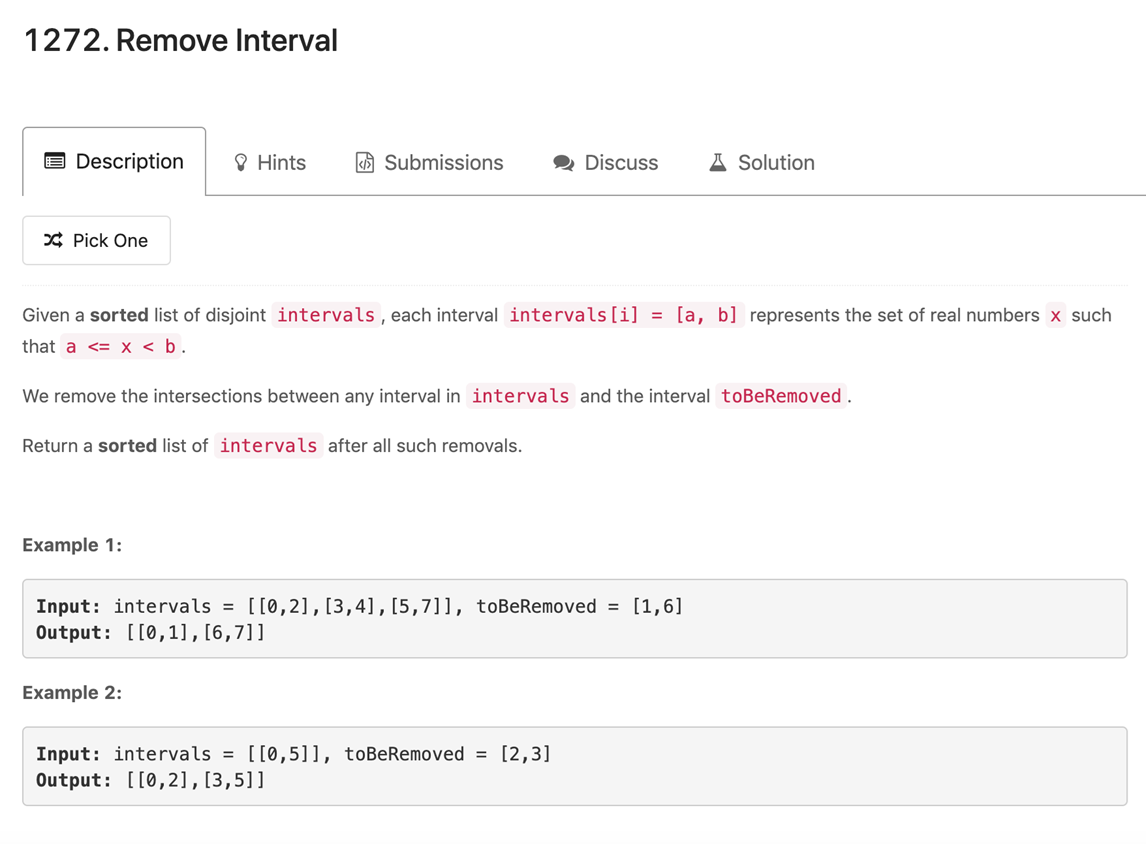 1272. Remove Interval
Description Hints Submissions Discuss Solution
Pick One
Given a sorted list of disjoint intervals, each interval intervals[i] = [a, b] represents the set of real numbers x such
that a <= x < b.
We remove the intersections between any interval in intervals and the interval toBeRemoved.
Return a sorted list of intervals after all such removals.
Example 1:
Input: intervals = [[0,2],[3,4],[5,7]], toBeRemoved = [1,6]
Output: [[0,1],[6,7]]
Example 2:
Input: intervals = [[0,5]], toBeRemoved = [2,3]
Output: [[0,2],[3,5]]